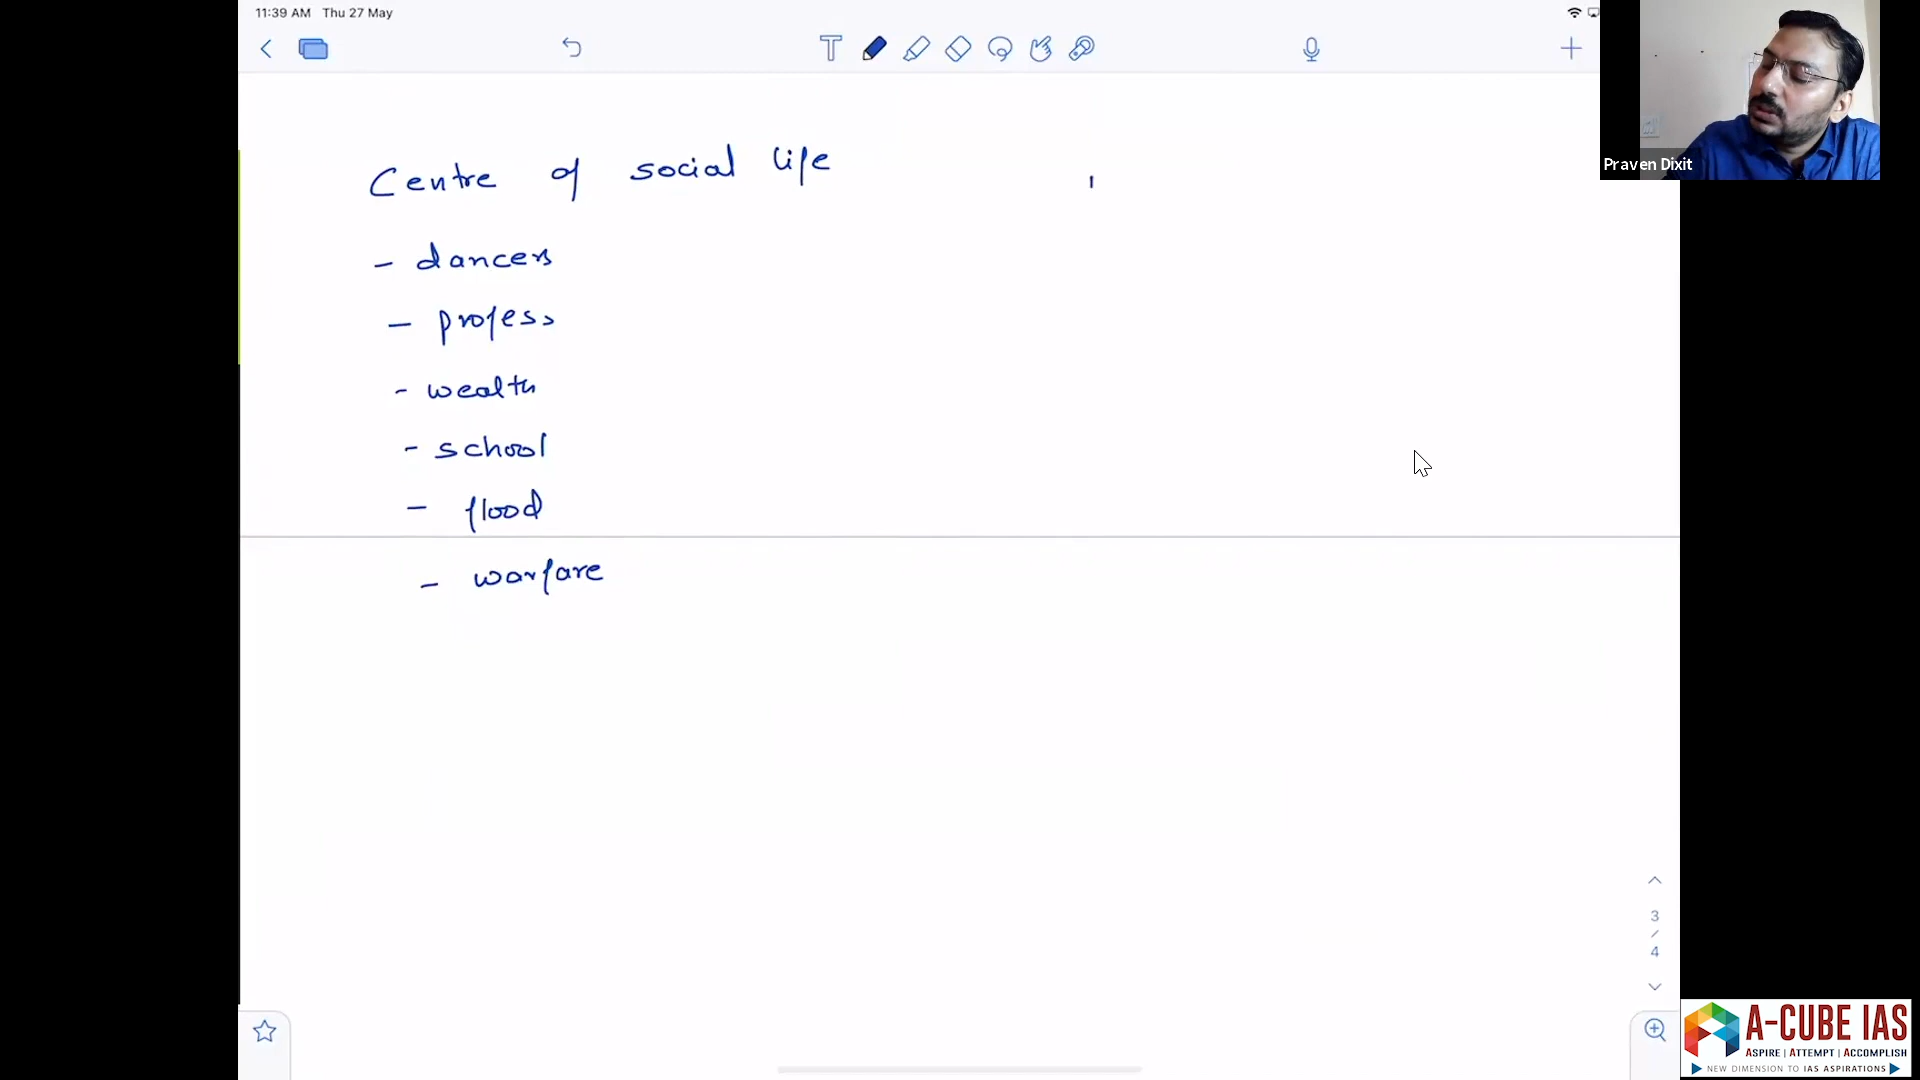 11:39 AM Thu 27 May
Praven Dixit
Centre of social life
- dancers
- profess
- wealth
- school
- flood
- warfare
3
/
4
A-CUBE IAS
ASPIRE | ATTEMPT | ACCOMPLISH
NEW DIMENSION TO IAS ASPIRATIONS